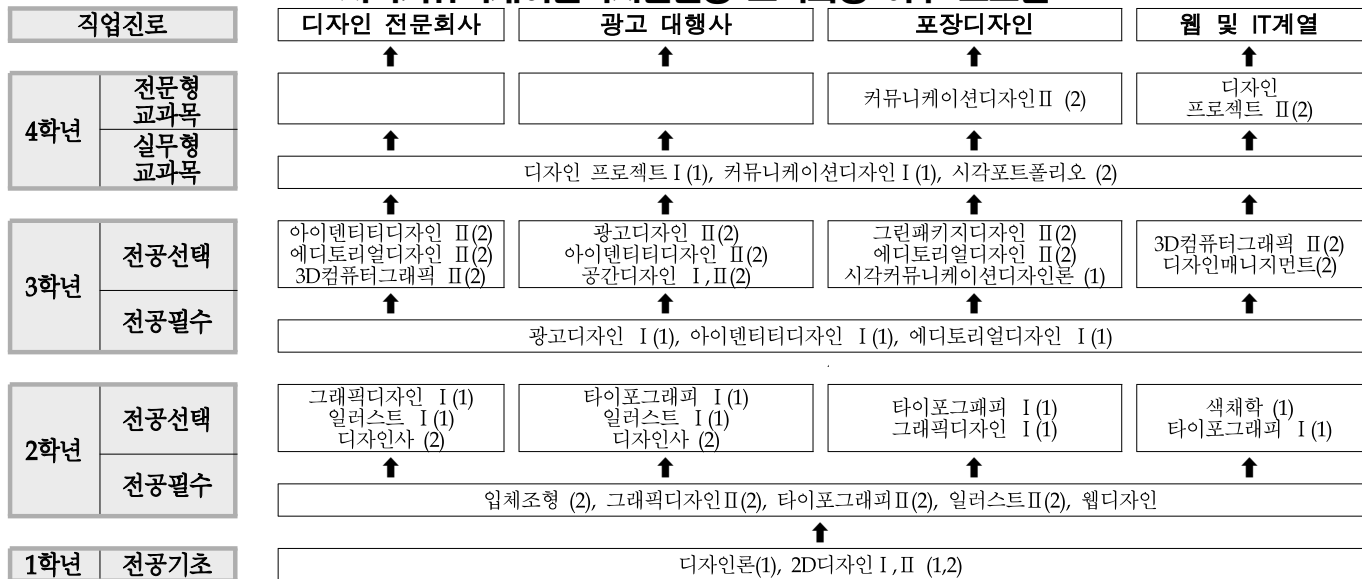 직업진로
디자인 전문회사
광고 대행사
포장디자인
웹 및 IT계열
4학년
전문형
교과목
커뮤니케이션디자인Ⅱ (2)
디자인
프로젝트 Ⅱ(2)
실무형
교과목
디자인 프로젝트Ⅰ(1), 커뮤니케이션디자인Ⅰ(1), 시각포트폴리오 (2)
3학년
전공선택
아이덴티티디자인 Ⅱ(2)
에디토리얼디자인 Ⅱ(2)
3D컴퓨터그래픽 Ⅱ(2)
광고디자인 Ⅱ(2)
아이덴티티디자인 Ⅱ(2)
공간디자인 Ⅰ,Ⅱ(2)
그린패키지디자인 Ⅱ(2)
에디토리얼디자인 Ⅱ(2)
시각커뮤니케이션디자인론 (1)
3D컴퓨터그래픽 Ⅱ(2)
디자인매니지먼트(2)
전공필수
광고디자인 Ⅰ(1), 아이덴티티디자인 Ⅰ(1), 에디토리얼디자인 Ⅰ(1)
2학년
전공선택
그래픽디자인 Ⅰ(1)
일러스트 Ⅰ(1)
디자인사 (2)
타이포그래피 Ⅰ(1)
일러스트 Ⅰ(1)
디자인사 (2)
타이포그패피 Ⅰ(1)
그래픽디자인 Ⅰ(1)
색채학 (1)
타이포그래피 Ⅰ(1)
전공필수
입체조형 (2), 그래픽디자인Ⅱ(2), 타이포그래피Ⅱ(2), 일러스트Ⅱ(2), 웹디자인
1학년
전공기초
디자인론(1), 2D디자인Ⅰ,Ⅱ (1,2)